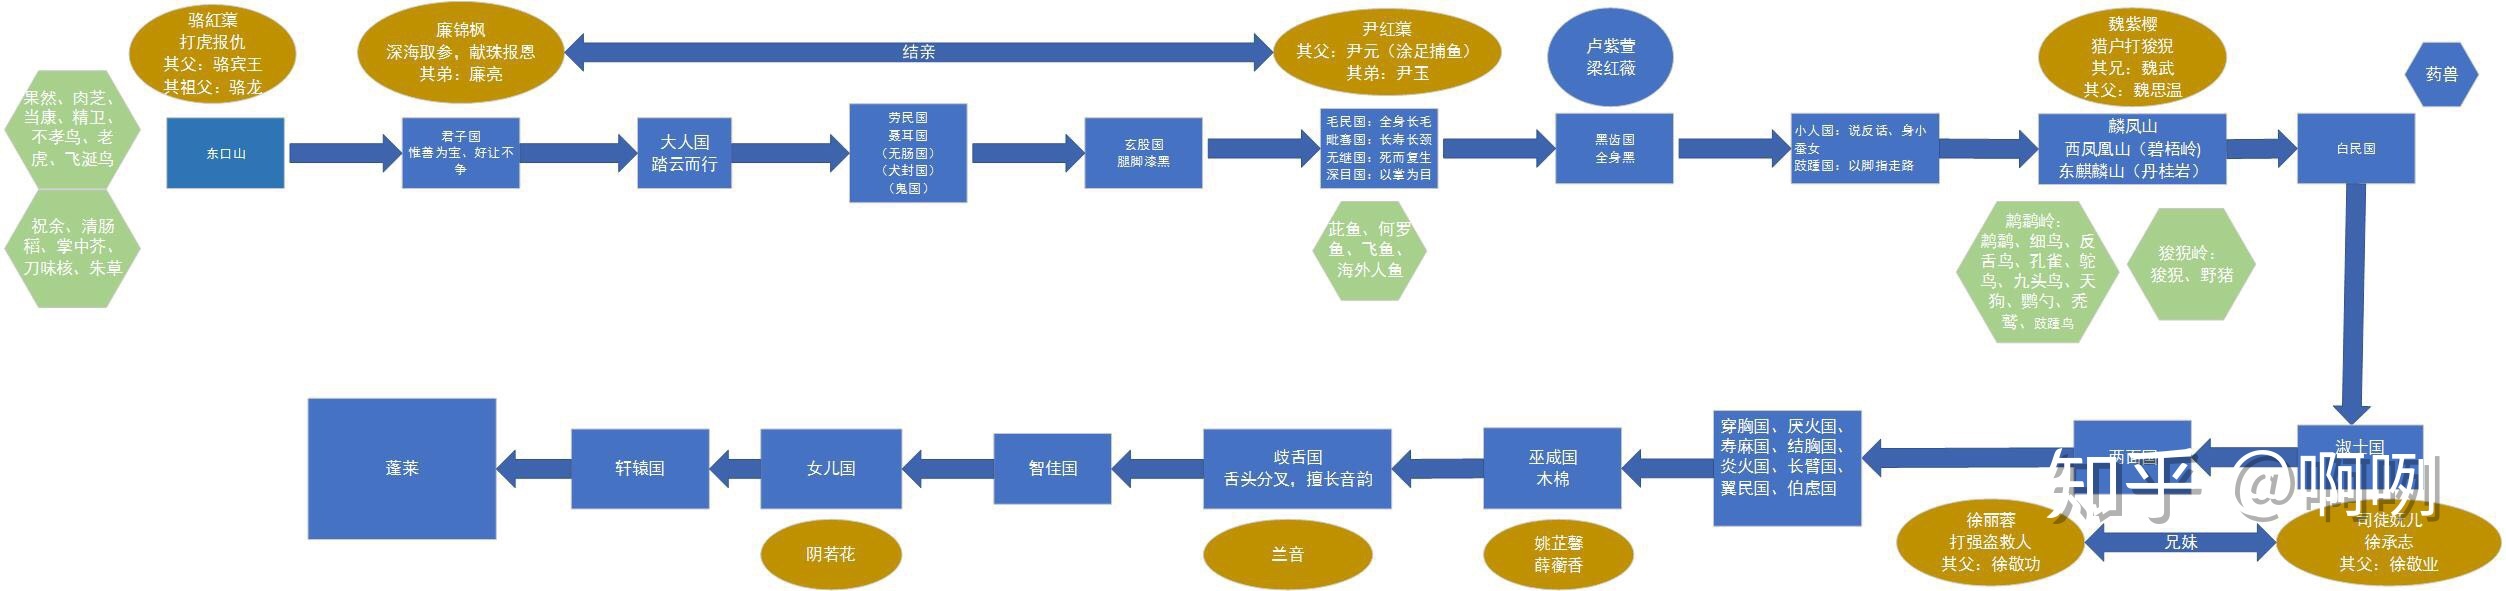 骆紅蕖
打虎报仇
其父：骆宾王
其祖父：骆龙
廉锦枫
深海取参，献珠报恩
其弟：廉亮
结亲
尹红蕖
其父：尹元（涂足捕鱼）
其弟：尹玉
卢紫萱
梁红薇
魏紫樱
猎户打狻猊
其兄：魏武
其父：魏思温
药兽
果然、肉芝、
当康、精卫、
不孝鸟、老
虎、飞涎鸟
祝余、清肠
稻、掌中芥、
刀味核、朱草
东口山
君子国
惟善为宝、好让不
争
大人国
踏云而行
劳民国
聂耳国
（无肠国）
（犬封国）
（鬼国）
玄股国
腿脚漆黑
毛民国：全身长毛
毗骞国：长寿长颈
无继国：死而复生
深目国：以掌为目
黑齿国
全身黑
小人国：说反话、身小
蚕女
跂踵国：以脚指走路
麟凤山
西凤凰山（碧梧岭)
东麒麟山（丹桂岩）
白民国
茈鱼、何罗
鱼、飞鱼、
海外人鱼
鹔鹴岭：
鹔鹴、细鸟、反
舌鸟、孔雀、鸵
鸟、九头鸟、天
狗、鹦勺、秃
鹫、跂踵鸟
狻猊岭：
狻猊、野猪
蓬莱
轩辕国
女儿国
智佳国
歧舌国
舌头分叉，擅长音韵
巫咸国
木棉
穿胸国、厌火国、
寿麻国、结胸国、
炎火国、长臂国、
翼民国、伯虑国
两面国
淑士国
知乎 @啊咧
阴若花
兰音
姚芷馨
薛蘅香
徐丽蓉
打强盗救人
其父：徐敬功
兄妹
司徒妩儿
徐承志
其父：徐敬业